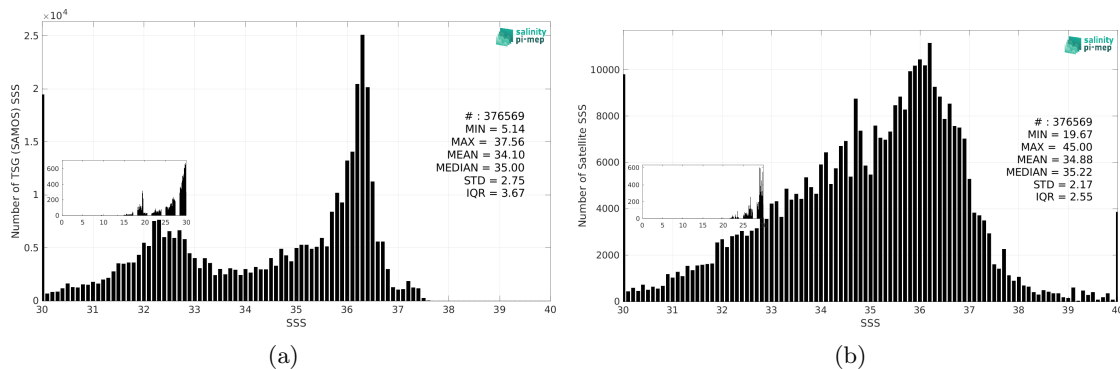 ×10⁴
2.5
2
1.5
1
0.5
0
30 31 32 33 34 35 36 37 38 39 40
SSS
Number of TSG (SAMOS) SSS
salinity
pi-mep
# : 376569
MIN = 5.14
MAX = 37.56
MEAN = 34.10
MEDIAN = 35.00
STD = 2.75
IQR = 3.67
600
400
200
0
0 5 10 15 20 25 30
(a)
10000
8000
6000
4000
2000
0
30 31 32 33 34 35 36 37 38 39 40
SSS
Number of Satellite SSS
salinity
pi-mep
# : 376569
MIN = 19.67
MAX = 45.00
MEAN = 34.88
MEDIAN = 35.22
STD = 2.17
IQR = 2.55
600
400
200
0
0 5 10 15 20 25
(b)